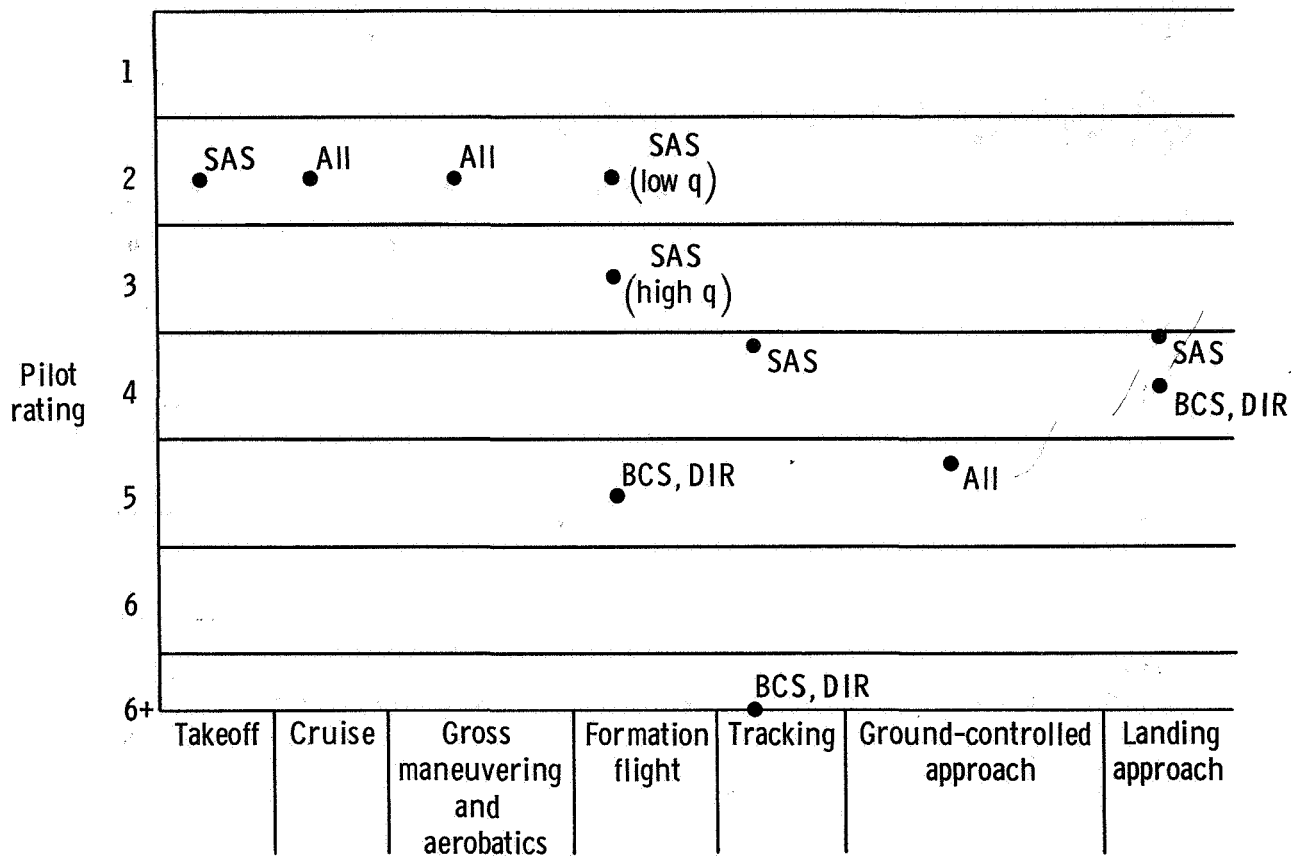 1
2
SAS
All
All
SAS
(low q)
3
SAS
(high q)
Pilot
rating
4
SAS
SAS
BCS, DIR
5
BCS, DIR
All
6
6+
BCS, DIR
Takeoff
Cruise
Gross
maneuvering
and
aerobatics
Formation
flight
Tracking
Ground-controlled
approach
Landing
approach